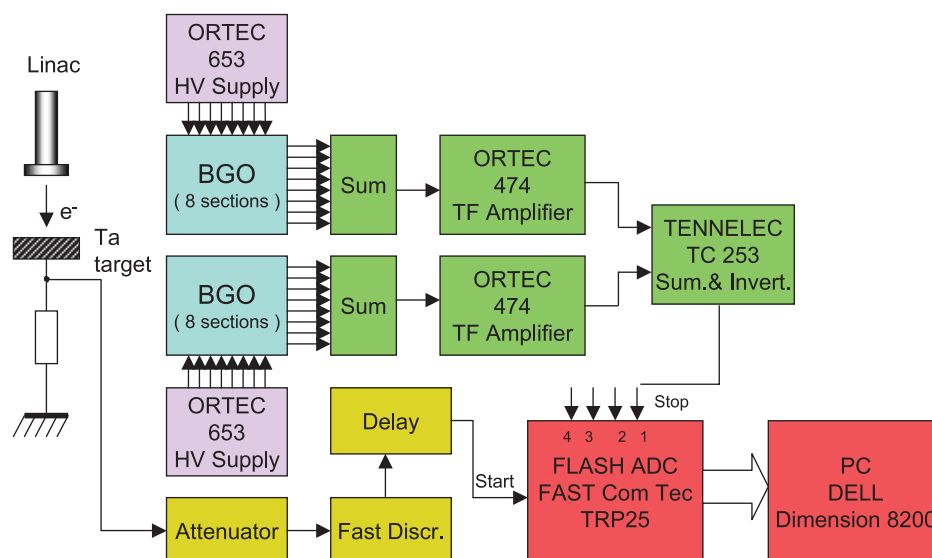 Linac
e-
Ta
target
ORTEC
653
HV Supply
BGO
( 8 sections )
Sum
ORTEC
474
TF Amplifier
TENNELEC
TC 253
Sum.& Invert.
BGO
( 8 sections )
Sum
ORTEC
474
TF Amplifier
ORTEC
653
HV Supply
Stop
4 3 2 1
Delay
Start
FLASH ADC
FAST Com Tec
TRP25
PC
DELL
Dimension 8200
Attenuator
Fast Discr.